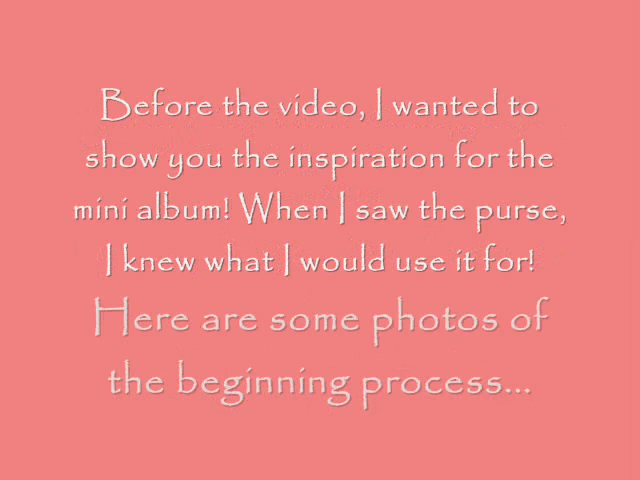 Before the video, I wanted to
show you the inspiration for the
mini album! When I saw the purse,
I knew what I would use it for!
Here are some photos of
the beginning process...